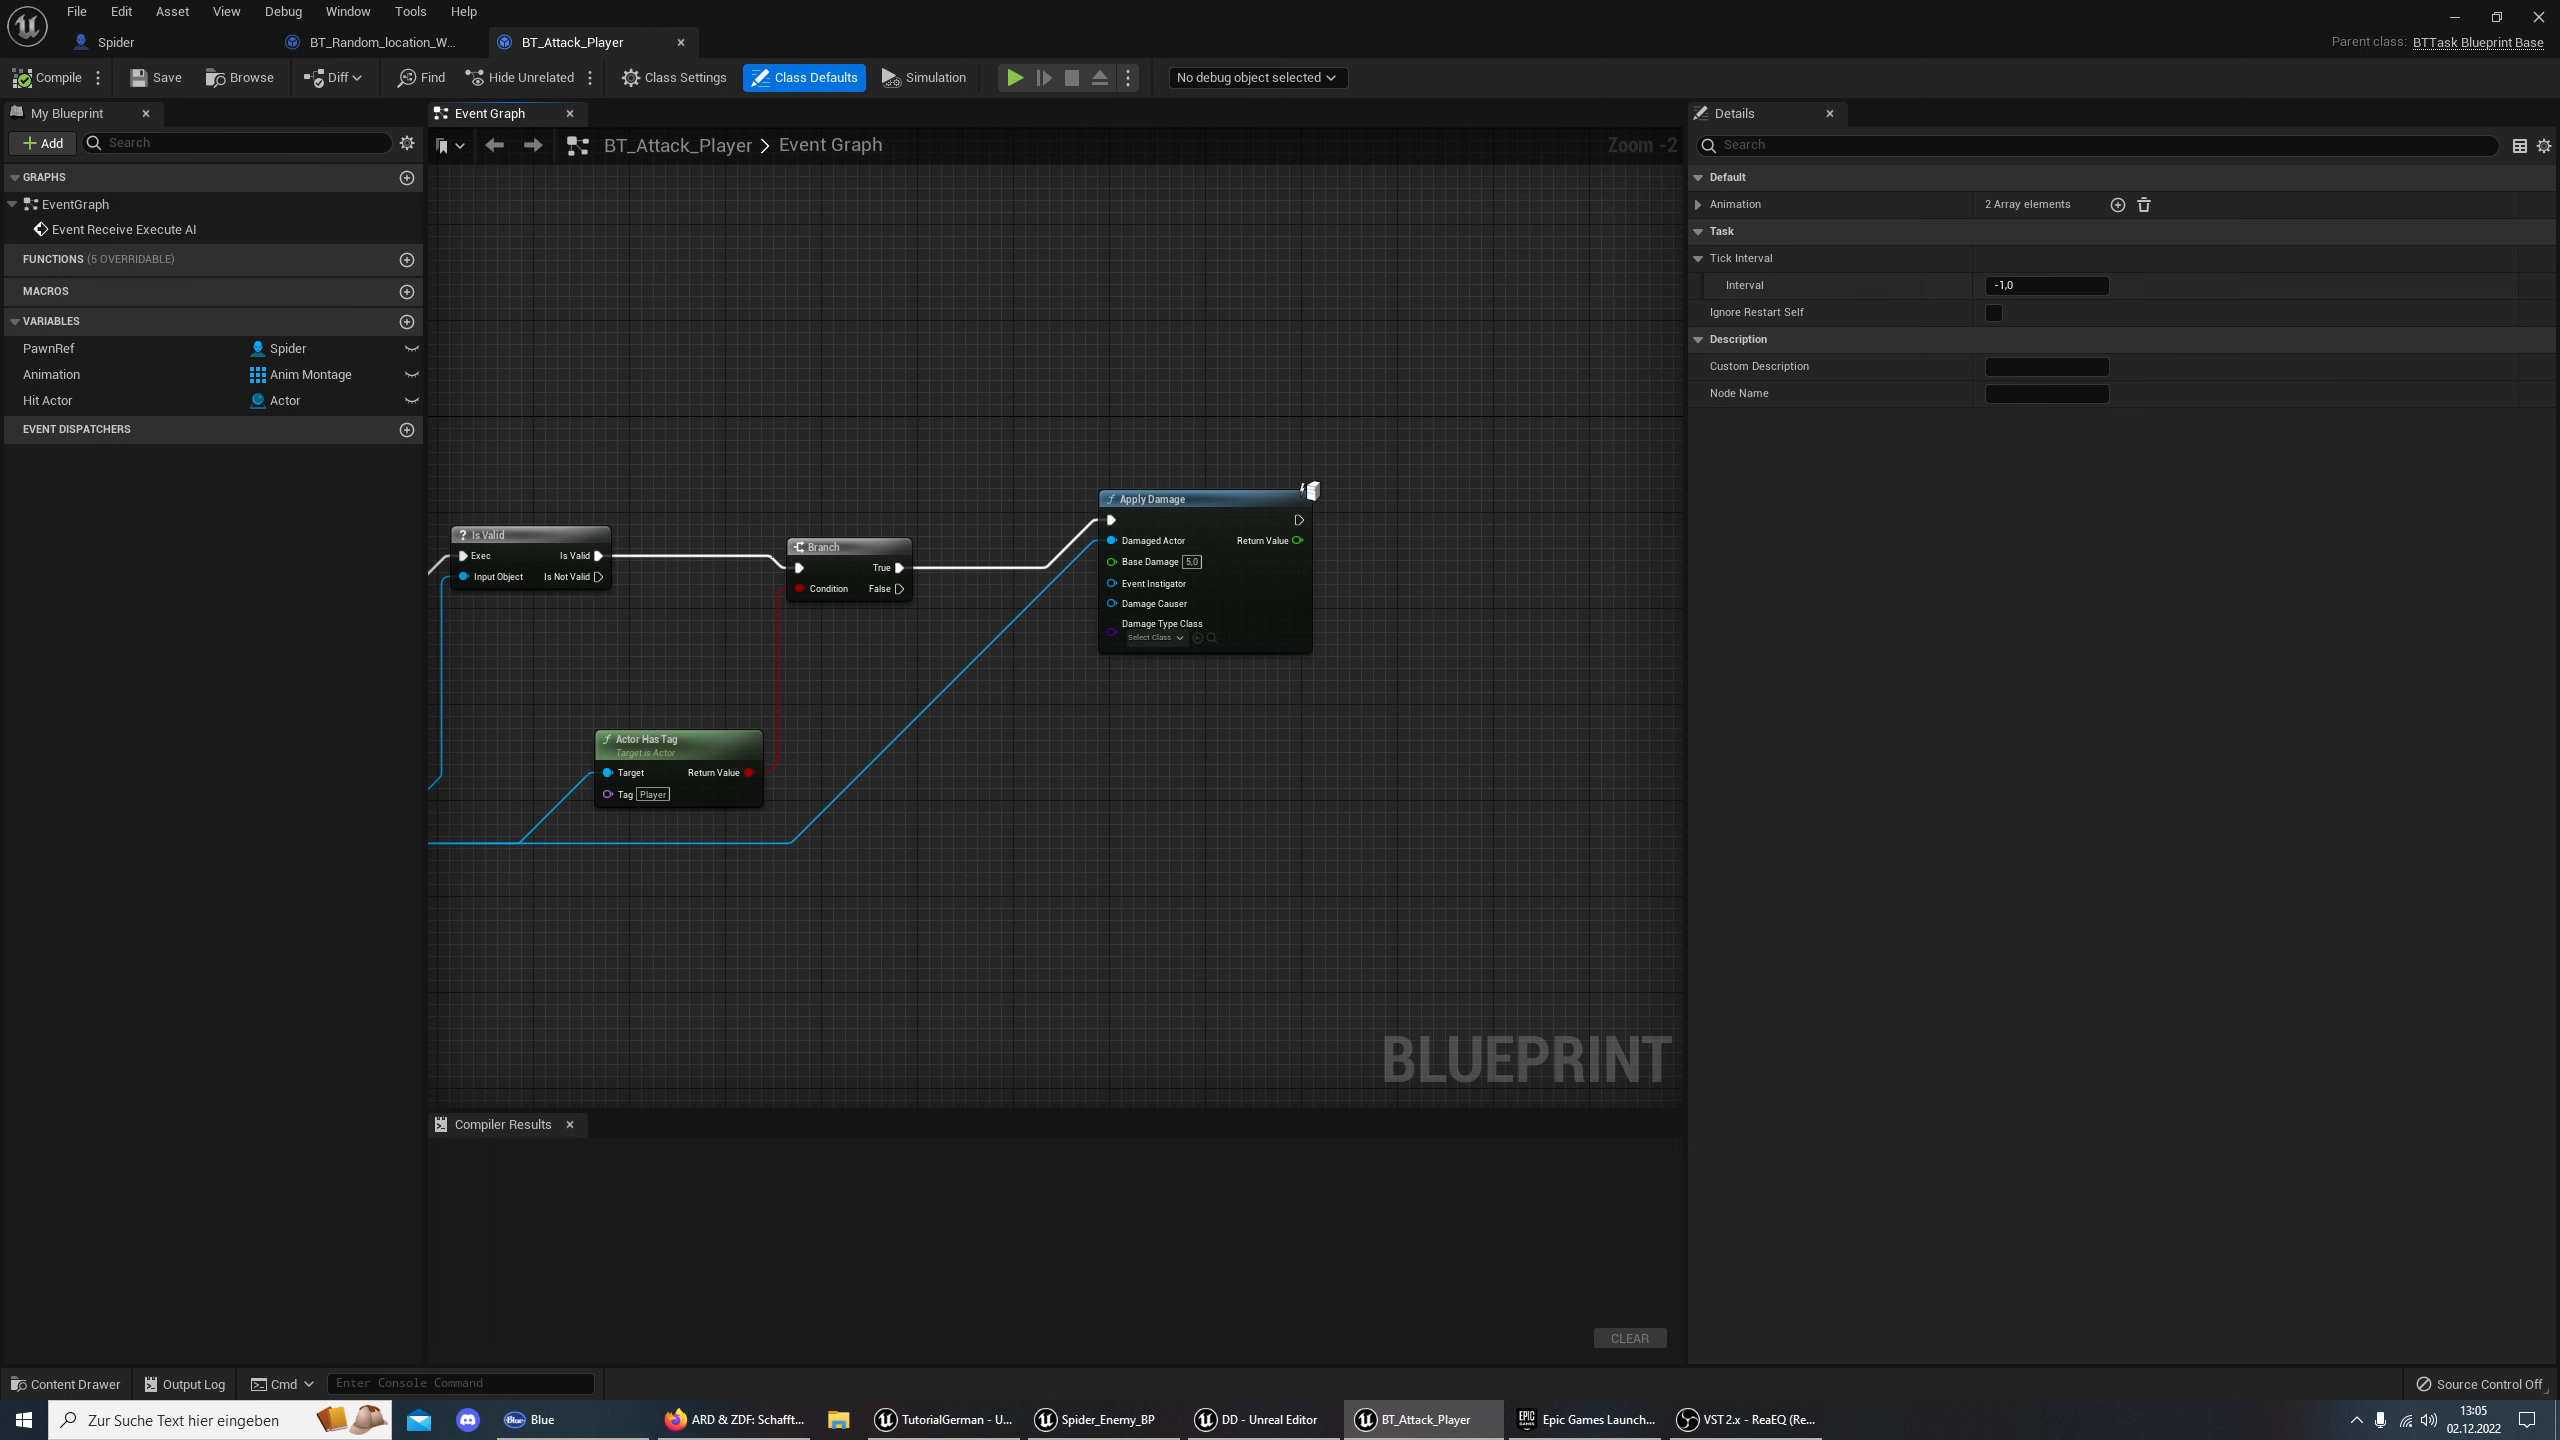 File Edit Asset View Debug Window Tools Help
Spider BT_Random_location_W... BT_Attack_Player Parent class: BTTask Blueprint Base
Compile Save Browse Diff Find Hide Unrelated Class Settings Class Defaults Simulation No debug object selected
My Blueprint Event Graph Details
Add Search BT_Attack_Player > Event Graph Zoom -2 Search
GRAPHS
EventGraph
Event Receive Execute AI
FUNCTIONS (5 OVERRIDABLE)
MACROS
VARIABLES
PawnRef Spider
Animation Anim Montage
Hit Actor Actor
EVENT DISPATCHERS
Is Valid
Exec Is Valid
Input Object Is Not Valid
Branch
True
Condition False
Actor Has Tag
Target is Actor
Target Return Value
Tag Player
Apply Damage
Damaged Actor Return Value
Base Damage 5,0
Event Instigator
Damage Causer
Damage Type Class
Select Class
BLUEPRINT
Default
Animation 2 Array elements
Task
Tick Interval
Interval -1,0
Ignore Restart Self
Description
Custom Description
Node Name
Compiler Results
CLEAR
Content Drawer Output Log Cmd Enter Console Command Source Control Off
Zur Suche Text hier eingeben Blue Blue ARD & ZDF: Schafft... TutorialGerman - U... Spider_Enemy_BP DD - Unreal Editor BT_Attack_Player EPIC GAMES Epic Games Launch... VST 2.x - ReaEQ (Re... 13:05
02.12.2022